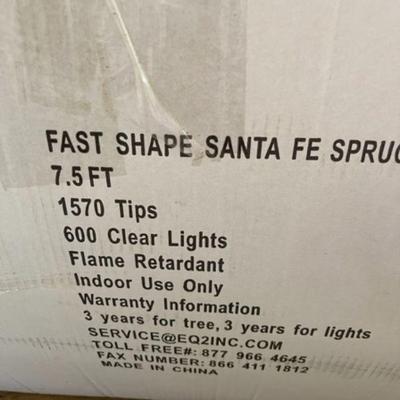 FAST SHAPE SANTA FE SPRUC
7.5 FT
1570 Tips
600 Clear Lights
Flame Retardant
Indoor Use Only
Warranty Information
3 years for tree, 3 years for lights
SERVICE@EQ2INC.COM
TOLL FREE#: 877 966 4645
FAX NUMBER: 866 411 1812
MADE IN CHINA